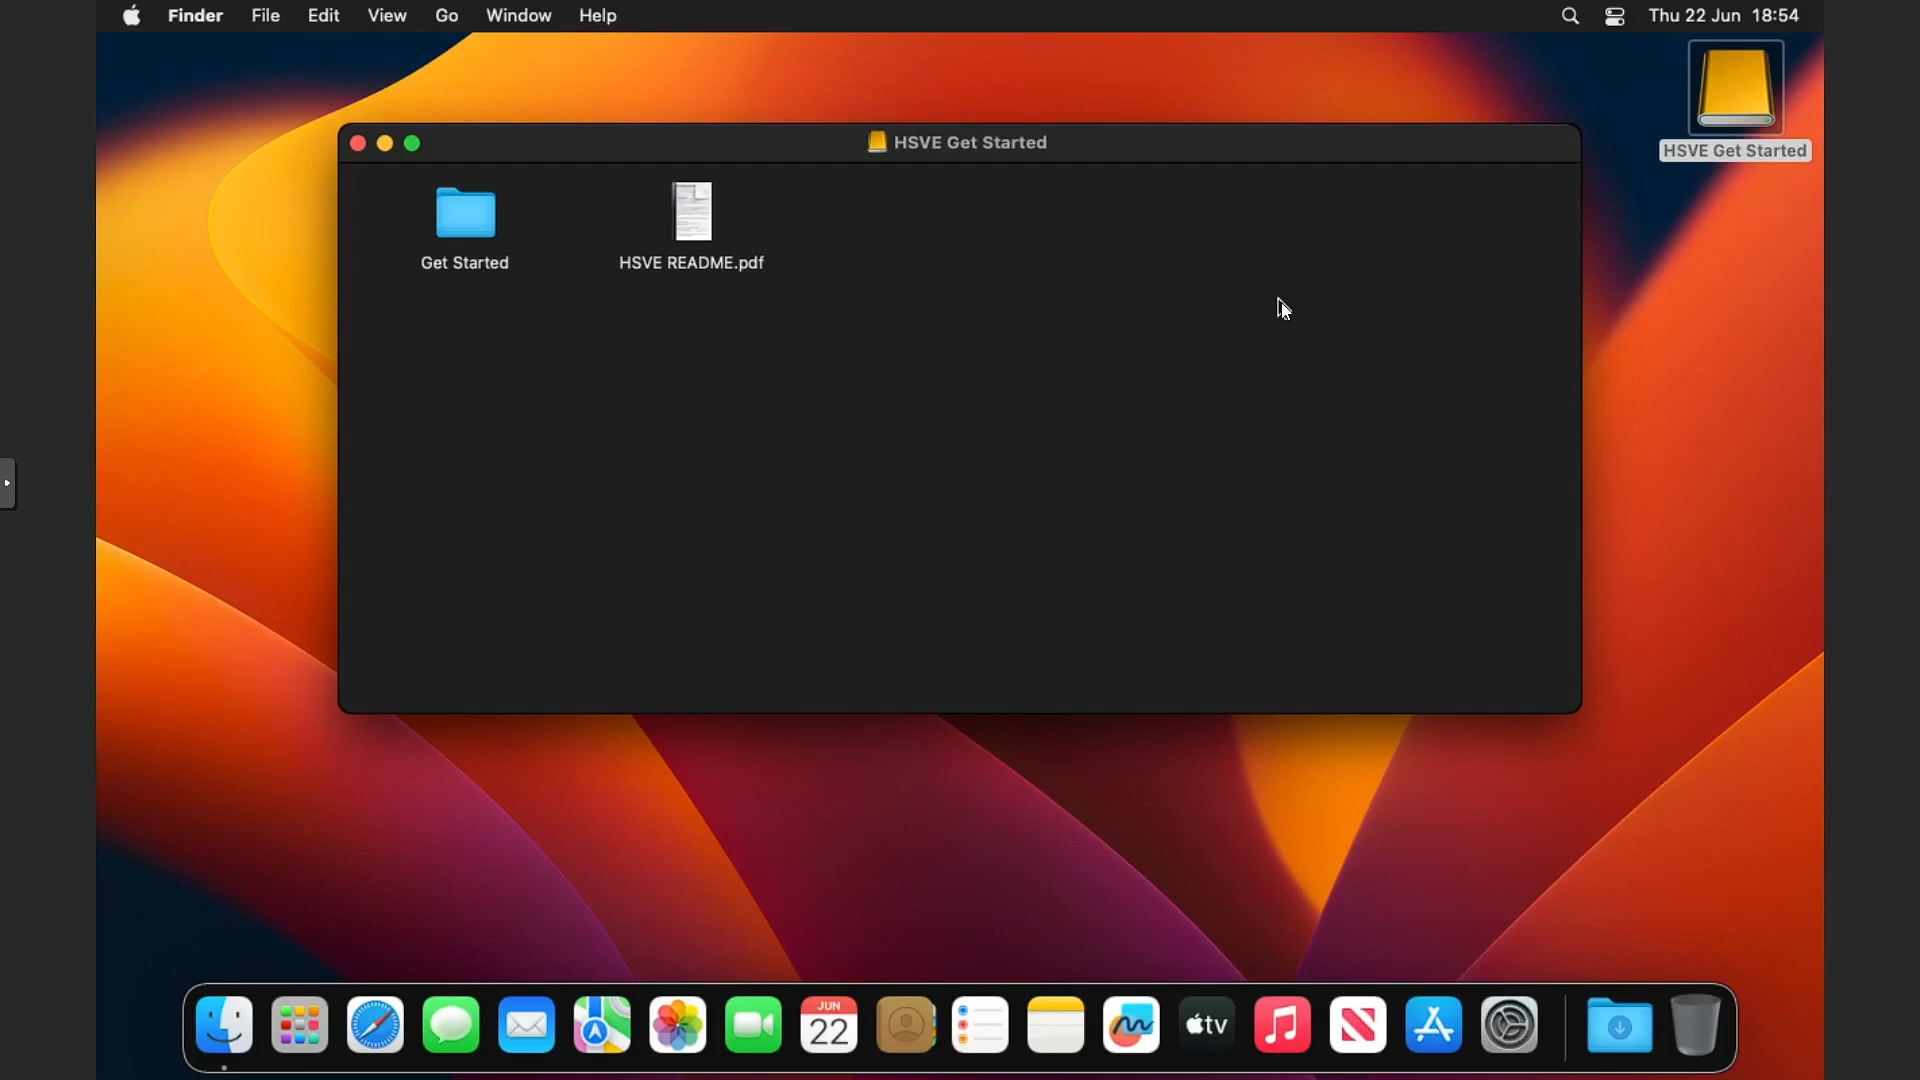 Finder File Edit View Go Window Help Thu 22 Jun 18:54
HSVE Get Started
HSVE Get Started
Get Started HSVE README.pdf
JUN
22
tv